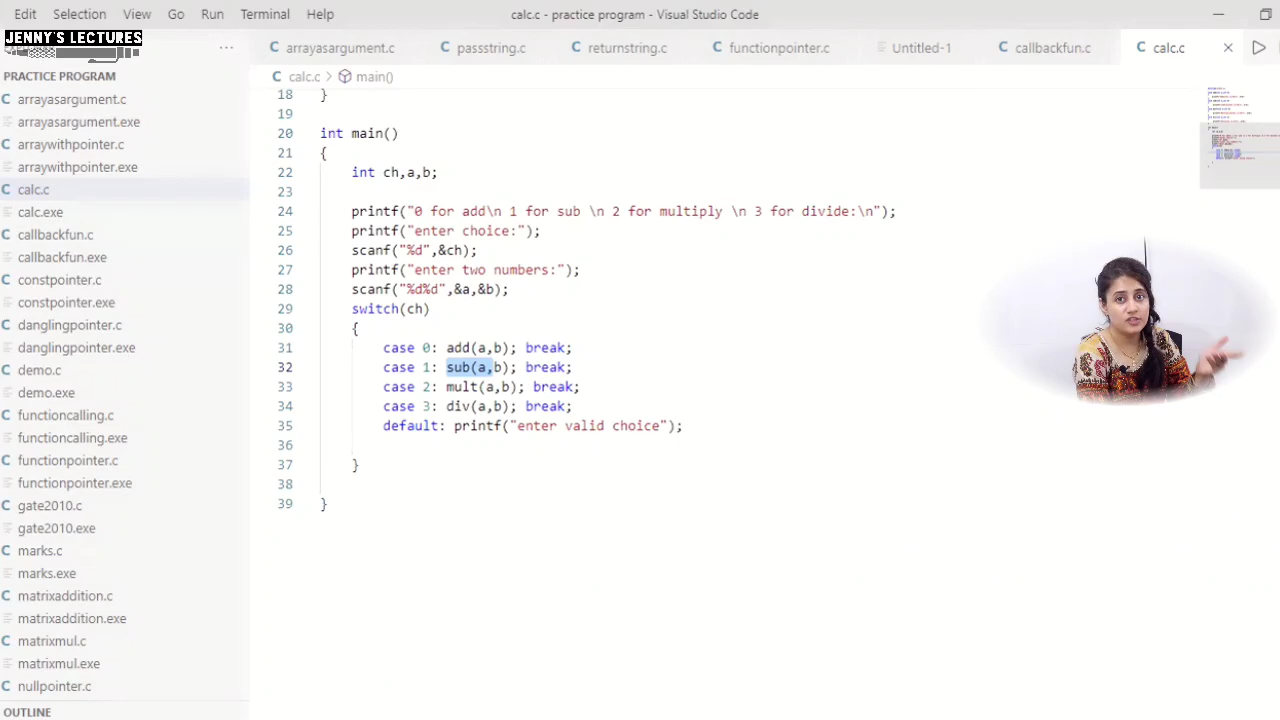 Edit Selection View Go Run Terminal Help calc.c - practice program - Visual Studio Code
JENNY'S LECTURES
arrayasargument.c passstring.c returnstring.c functionpointer.c Untitled-1 callbackfun.c calc.c
PRACTICE PROGRAM
calc.c > main()
arrayasargument.c
arrayasargument.exe
arraywithpointer.c
arraywithpointer.exe
calc.c
calc.exe
callbackfun.c
callbackfun.exe
constpointer.c
constpointer.exe
danglingpointer.c
danglingpointer.exe
demo.c
demo.exe
functioncalling.c
functioncalling.exe
functionpointer.c
functionpointer.exe
gate2010.c
gate2010.exe
marks.c
marks.exe
matrixaddition.c
matrixaddition.exe
matrixmul.c
matrixmul.exe
nullpointer.c
OUTLINE
18 }
19
20 int main()
21 {
22 int ch,a,b;
23
24 printf("0 for add\n 1 for sub \n 2 for multiply \n 3 for divide:\n");
25 printf("enter choice:");
26 scanf("%d",&ch);
27 printf("enter two numbers:");
28 scanf("%d%d",&a,&b);
29 switch(ch)
30 {
31 case 0: add(a,b); break;
32 case 1: sub(a,b); break;
33 case 2: mult(a,b); break;
34 case 3: div(a,b); break;
35 default: printf("enter valid choice");
36
37 }
38
39 }